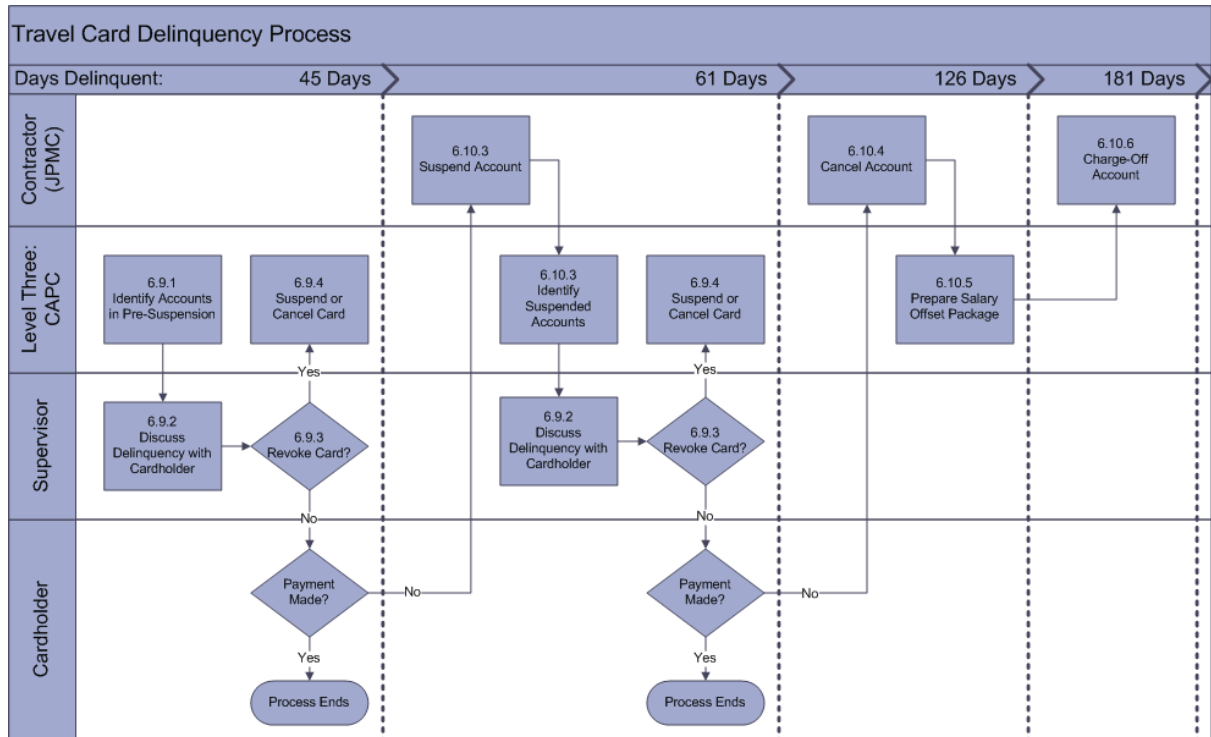 Travel Card Delinquency Process
Days Delinquent:
45 Days
61 Days
126 Days
181 Days
Contractor
(JPMC)
6.10.3
Suspend Account
6.10.4
Cancel Account
6.10.6
Charge-Off
Account
Level Three:
CAPC
6.9.1
Identify Accounts
in Pre-Suspension
6.9.4
Suspend or
Cancel Card
6.10.3
Identify
Suspended
Accounts
6.9.4
Suspend or
Cancel Card
6.10.5
Prepare Salary
Offset Package
Yes
Yes
Supervisor
6.9.2
Discuss
Delinquency with
Cardholder
6.9.3
Revoke Card?
6.9.2
Discuss
Delinquency with
Cardholder
6.9.3
Revoke Card?
No
No
Cardholder
Payment
Made?
No
Payment
Made?
No
Yes
Yes
Process Ends
Process Ends